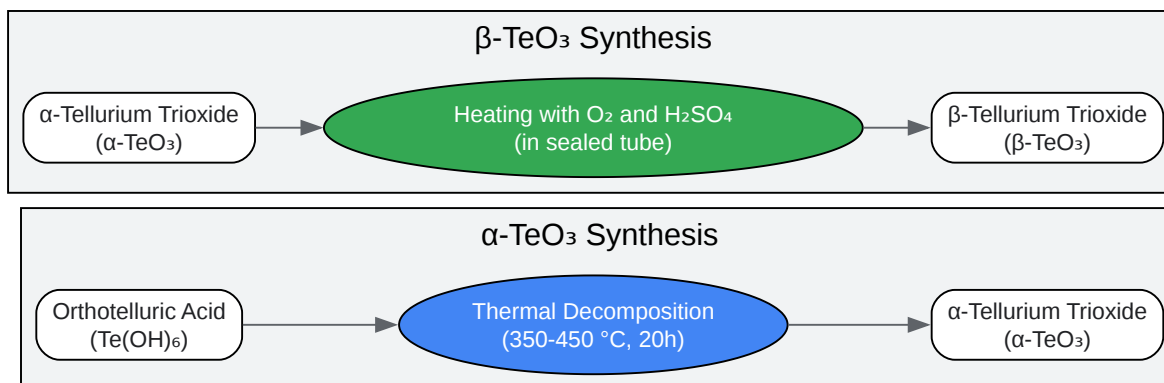 β-TeO₃ Synthesis
α-Tellurium Trioxide
(α-TeO₃)
Heating with O₂ and H₂SO₄
(in sealed tube)
β-Tellurium Trioxide
(β-TeO₃)
α-TeO₃ Synthesis
Orthotelluric Acid
(Te(OH)₆)
Thermal Decomposition
(350-450 °C, 20h)
α-Tellurium Trioxide
(α-TeO₃)